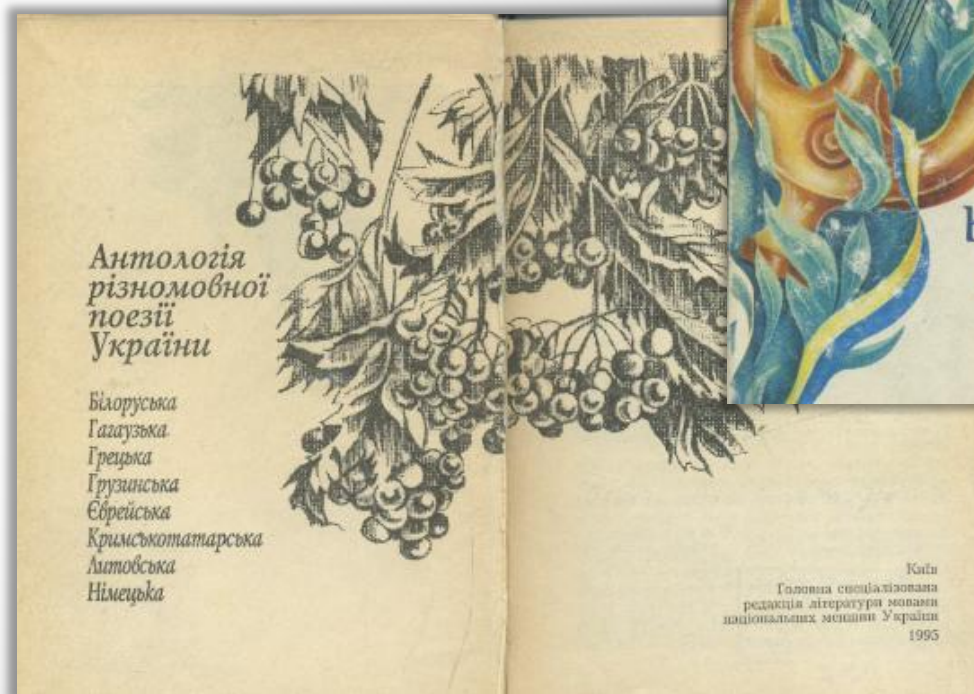 Антологія
різномовної
поезії
України
Білоруська
Гагаузька
Грецька
Грузинська
Єврейська
Кримськотатарська
Литовська
Німецька
Київ
Головна спеціалізована
редакція літератури мовами
національних меншин України
1995